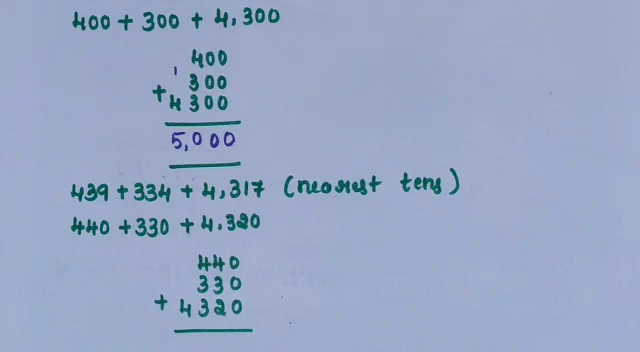 400 + 300 + 4,300
400
1
300
+ 4300
5,000
439 + 334 + 4,317 (nearest tens)
440 + 330 + 4,320
440
330
+ 4320